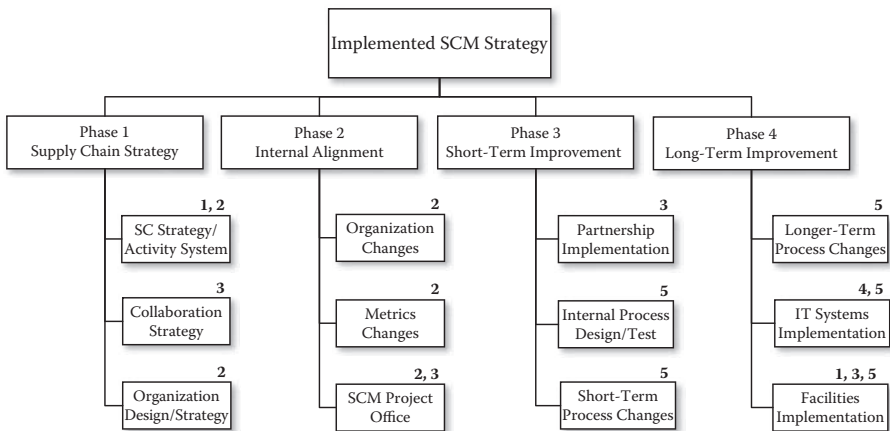 Implemented SCM Strategy
Phase 1
Supply Chain Strategy
Phase 2
Internal Alignment
Phase 3
Short-Term Improvement
Phase 4
Long-Term Improvement
1, 2
SC Strategy/
Activity System
3
Collaboration
Strategy
2
Organization
Design/Strategy
2
Organization
Changes
2
Metrics
Changes
2, 3
SCM Project
Office
3
Partnership
Implementation
5
Internal Process
Design/Test
5
Short-Term
Process Changes
5
Longer-Term
Process Changes
4, 5
IT Systems
Implementation
1, 3, 5
Facilities
Implementation